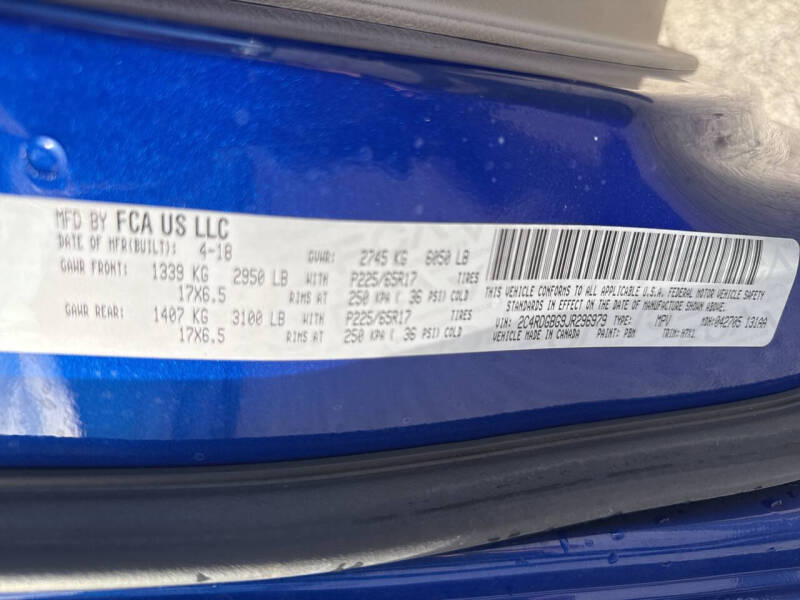 MFD BY FCA US LLC
DATE OF MFR(BUILT): 4-18 GVWR: 2745 KG 6050 LB
GAWR FRONT: 1339 KG 2950 LB WITH P225/65R17 TIRES
17X6.5 RIMS AT 250 KPA ( 36 PSI) COLD
GAWR REAR: 1407 KG 3100 LB WITH P225/65R17 TIRES
17X6.5 RIMS AT 250 KPA ( 36 PSI) COLD
THIS VEHICLE CONFORMS TO ALL APPLICABLE U.S.A. FEDERAL MOTOR VEHICLE SAFETY
STANDARDS IN EFFECT ON THE DATE OF MANUFACTURE SHOWN ABOVE.
VIN: 2C4RDGBG9JR296979 TYPE: MPV MDH:042705 131AA
VEHICLE MADE IN CANADA PAINT: PBM TRIM: